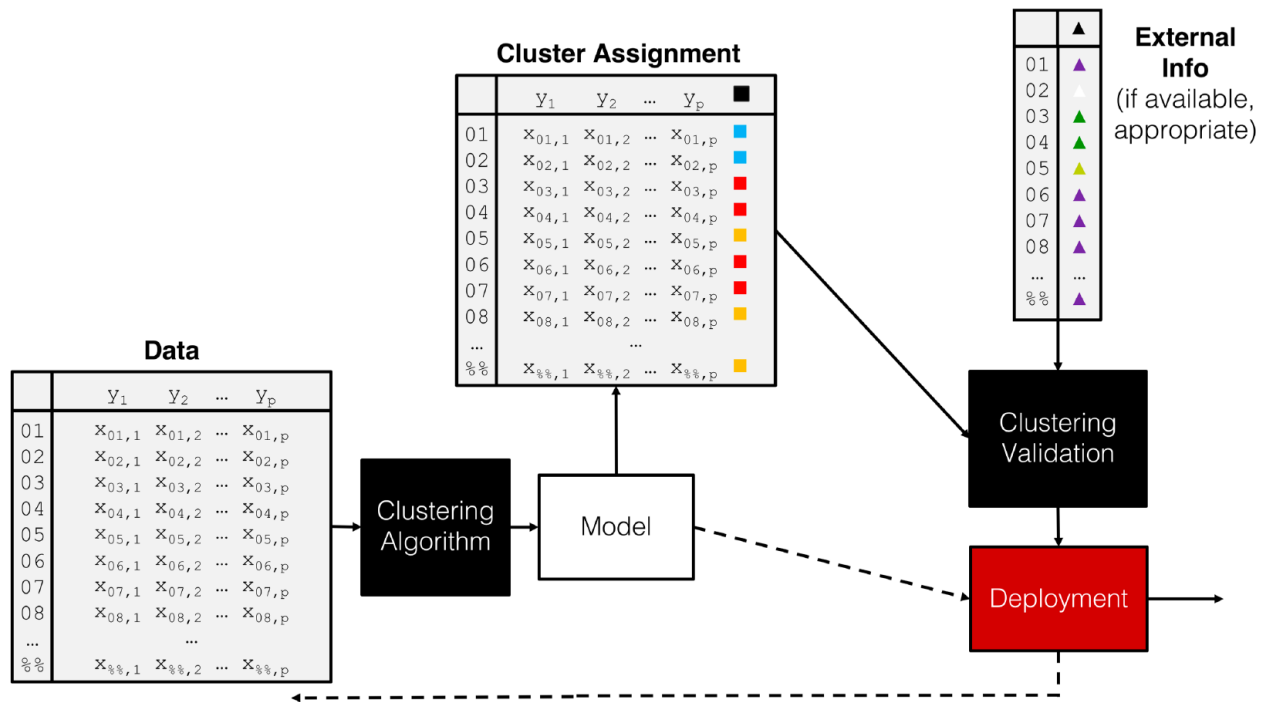 Cluster Assignment
y1 y2 … yp ■
01 x01,1 x01,2 … x01,p ■
02 x02,1 x02,2 … x02,p ■
03 x03,1 x03,2 … x03,p ■
04 x04,1 x04,2 … x04,p ■
05 x05,1 x05,2 … x05,p ■
06 x06,1 x06,2 … x06,p ■
07 x07,1 x07,2 … x07,p ■
08 x08,1 x08,2 … x08,p ■
… …
%% x%%,1 x%%,2 … x%%,p ■
▲
01 ▲
02 ▲
03 ▲
04 ▲
05 ▲
06 ▲
07 ▲
08 ▲
… …
%% ▲
External
Info
(if available,
appropriate)
Data
y1 y2 … yp
01 x01,1 x01,2 … x01,p
02 x02,1 x02,2 … x02,p
03 x03,1 x03,2 … x03,p
04 x04,1 x04,2 … x04,p
05 x05,1 x05,2 … x05,p
06 x06,1 x06,2 … x06,p
07 x07,1 x07,2 … x07,p
08 x08,1 x08,2 … x08,p
… …
%% x%%,1 x%%,2 … x%%,p
Clustering
Algorithm
Model
Clustering
Validation
Deployment